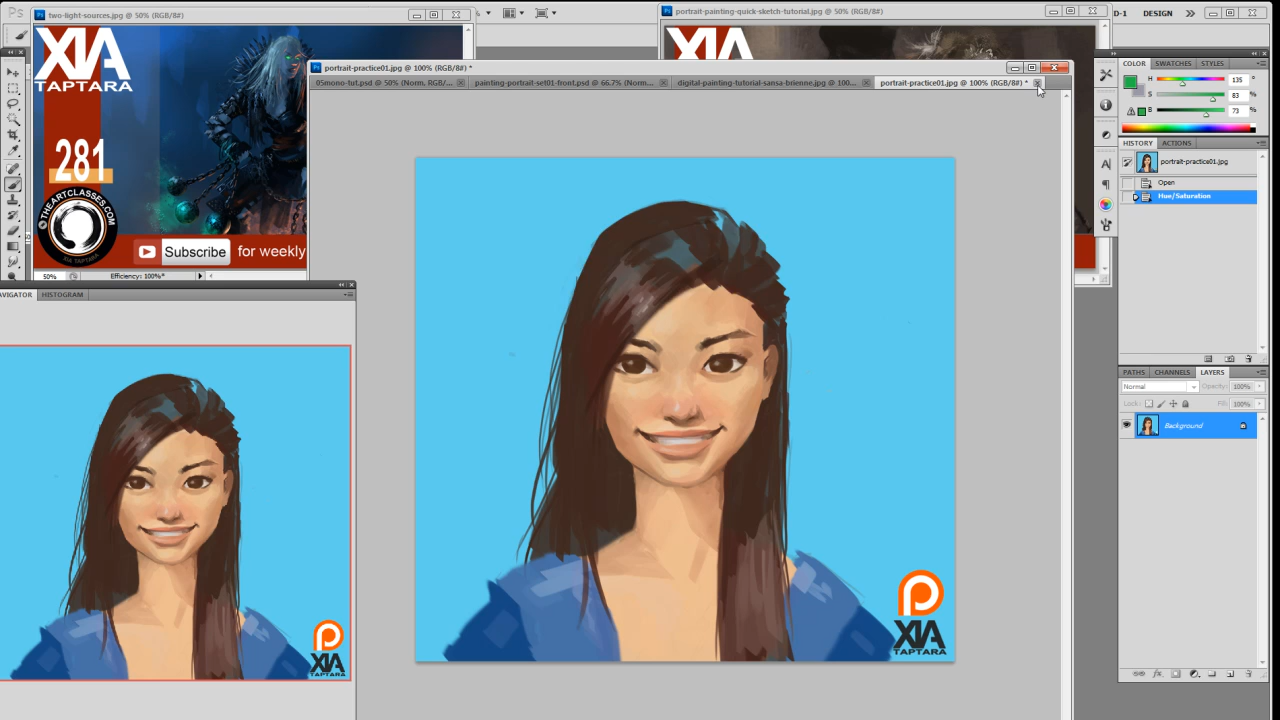 Ps
DESIGN
two-light-sources.jpg @ 50% (RGB/8#)
portrait-painting-quick-sketch-tutorial.jpg @ 50% (RGB/8#)
XIA
TAPTARA
281
THEARTCLASSES.COM
XIA TAPTARA
Subscribe
for weekly
50%
Efficiency: 100%*
XIA
portrait-practice01.jpg @ 100% (RGB/8#) *
05mono-tut.psd @ 50% (Norm, RGB/...
painting-portrait-set01-front.psd @ 66.7% (Norm...
digital-painting-tutorial-sansa-brienne.jpg @ 100...
portrait-practice01.jpg @ 100% (RGB/8#) *
COLOR
SWATCHES
STYLES
H
135
°
S
83
%
B
73
%
HISTORY
ACTIONS
portrait-practice01.jpg
Open
Hue/Saturation
PATHS
CHANNELS
LAYERS
Normal
Opacity:
100%
Lock:
Fill:
100%
Background
AVIGATOR
HISTOGRAM
XIA
TAPTARA
XIA
TAPTARA